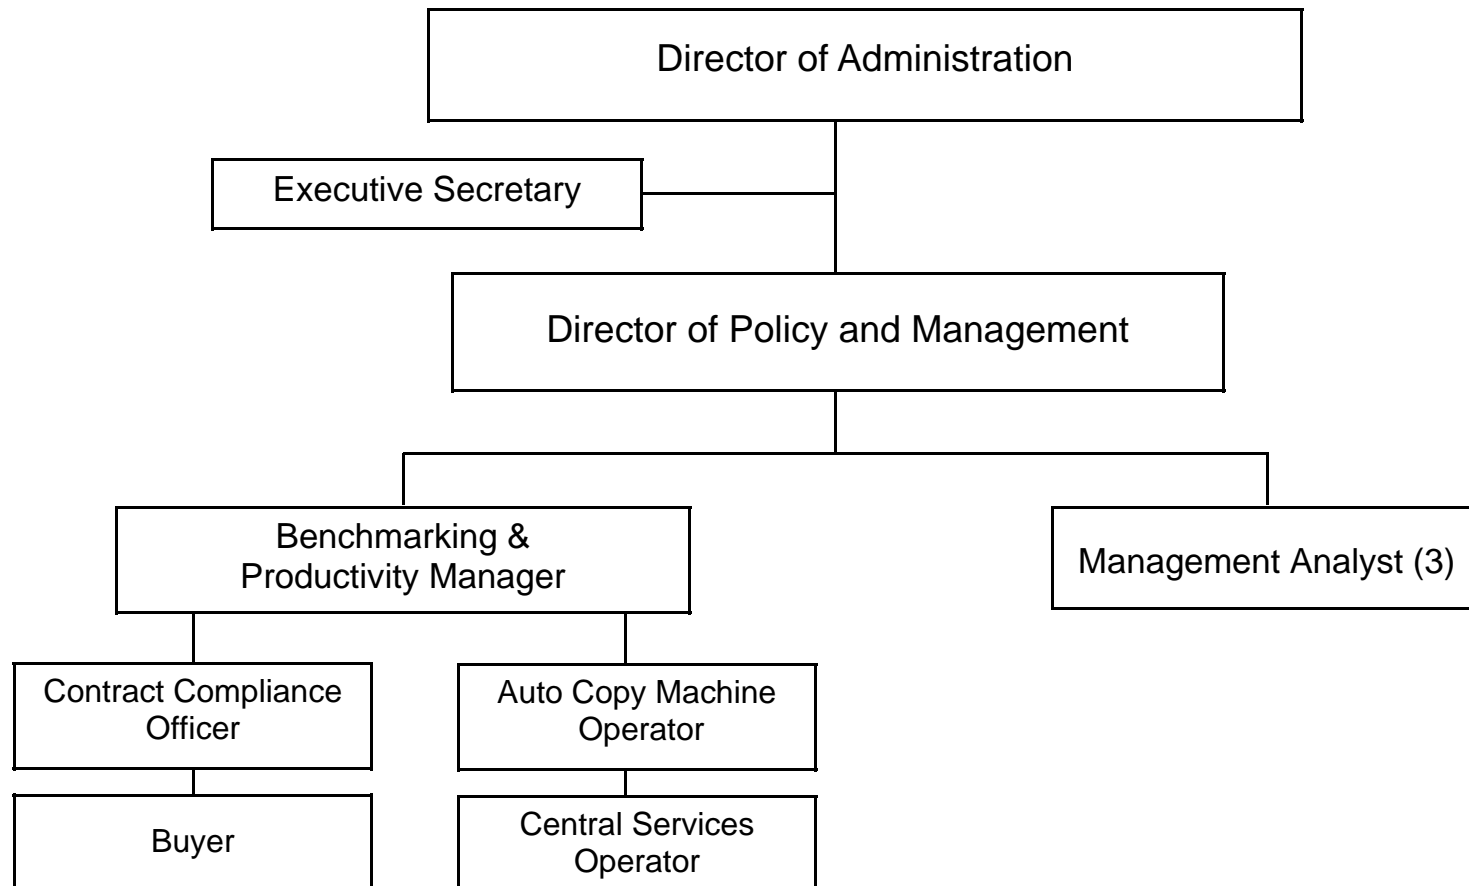 Director of Administration
Executive Secretary
Director of Policy and Management
Benchmarking &
Productivity Manager
Management Analyst (3)
Contract Compliance
Officer
Auto Copy Machine
Operator
Buyer
Central Services
Operator